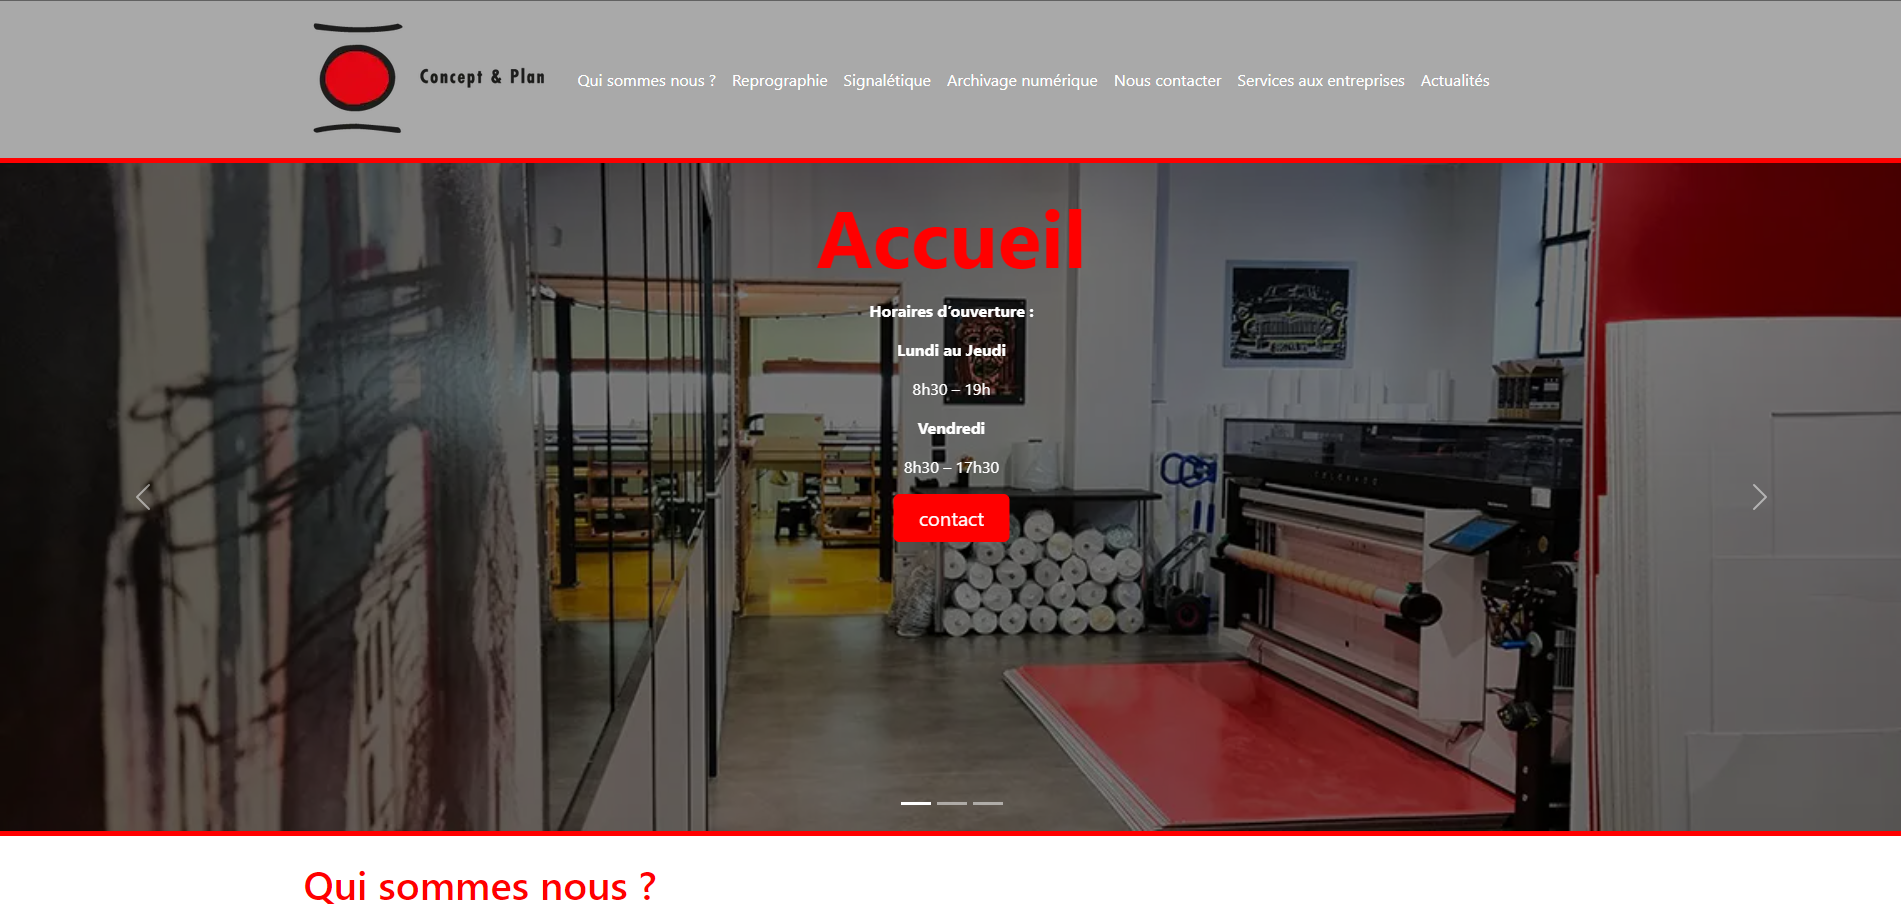 Concept & Plan
Qui sommes nous ? Reprographie Signalétique Archivage numérique Nous contacter Services aux entreprises Actualités
Accueil
Horaires d’ouverture :
Lundi au Jeudi
8h30 – 19h
Vendredi
8h30 – 17h30
contact
COLORADO
Qui sommes nous ?